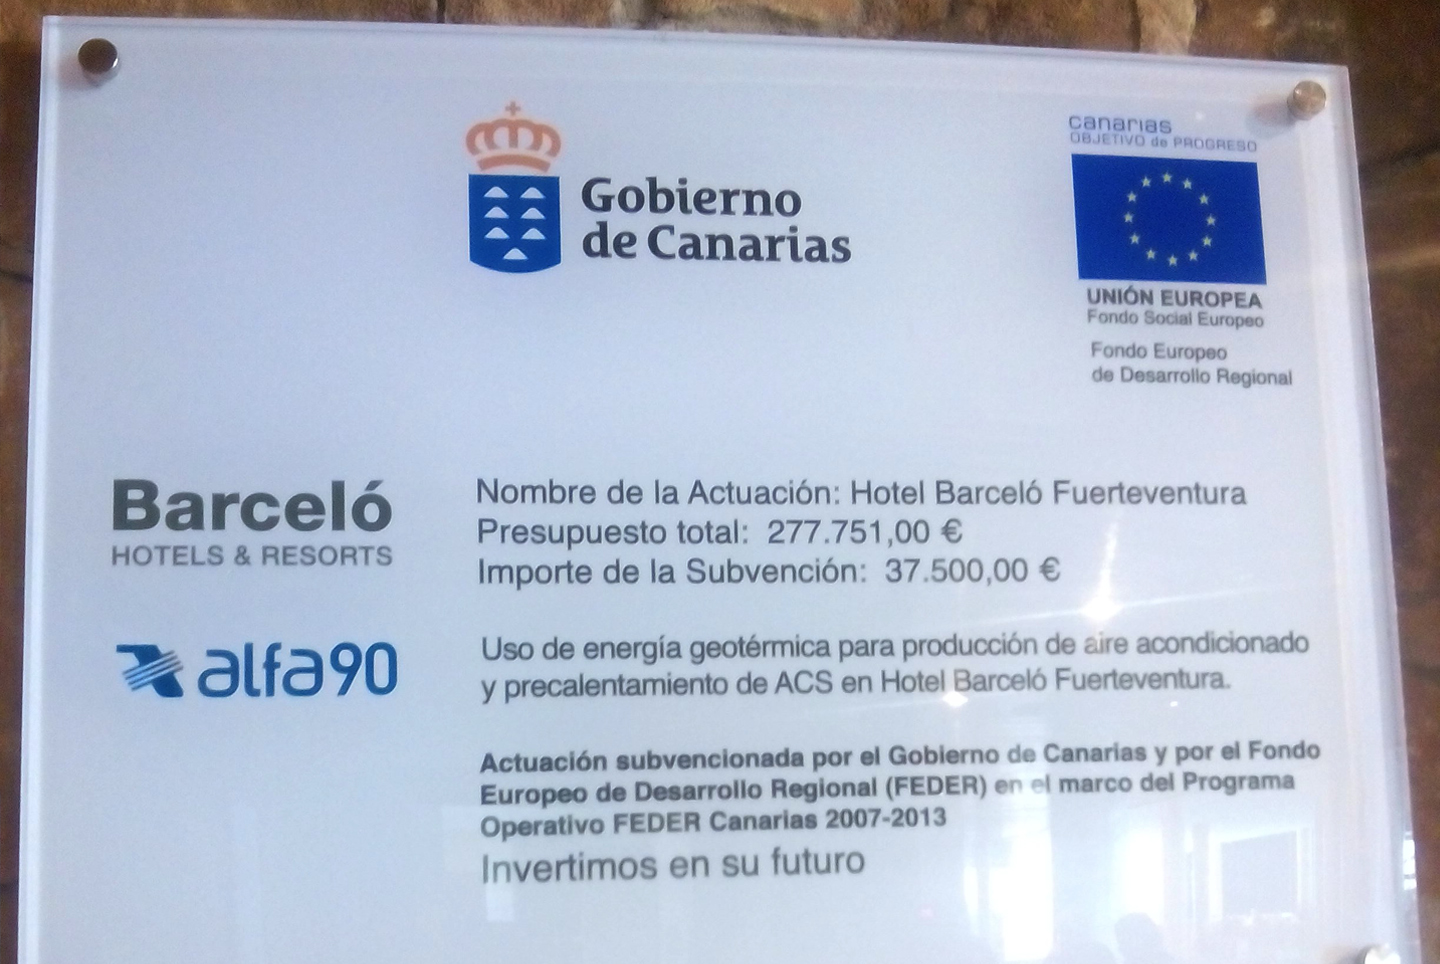 canarias
OBJETIVO de PROGRESO
Gobierno
de Canarias
UNIÓN EUROPEA
Fondo Social Europeo
Fondo Europeo
de Desarrollo Regional
Barceló
HOTELS & RESORTS
Nombre de la Actuación: Hotel Barceló Fuerteventura
Presupuesto total: 277.751,00 €
Importe de la Subvención: 37.500,00 €
alfa90
Uso de energía geotérmica para producción de aire acondicionado
y precalentamiento de ACS en Hotel Barceló Fuerteventura.
Actuación subvencionada por el Gobierno de Canarias y por el Fondo
Europeo de Desarrollo Regional (FEDER) en el marco del Programa
Operativo FEDER Canarias 2007-2013
Invertimos en su futuro